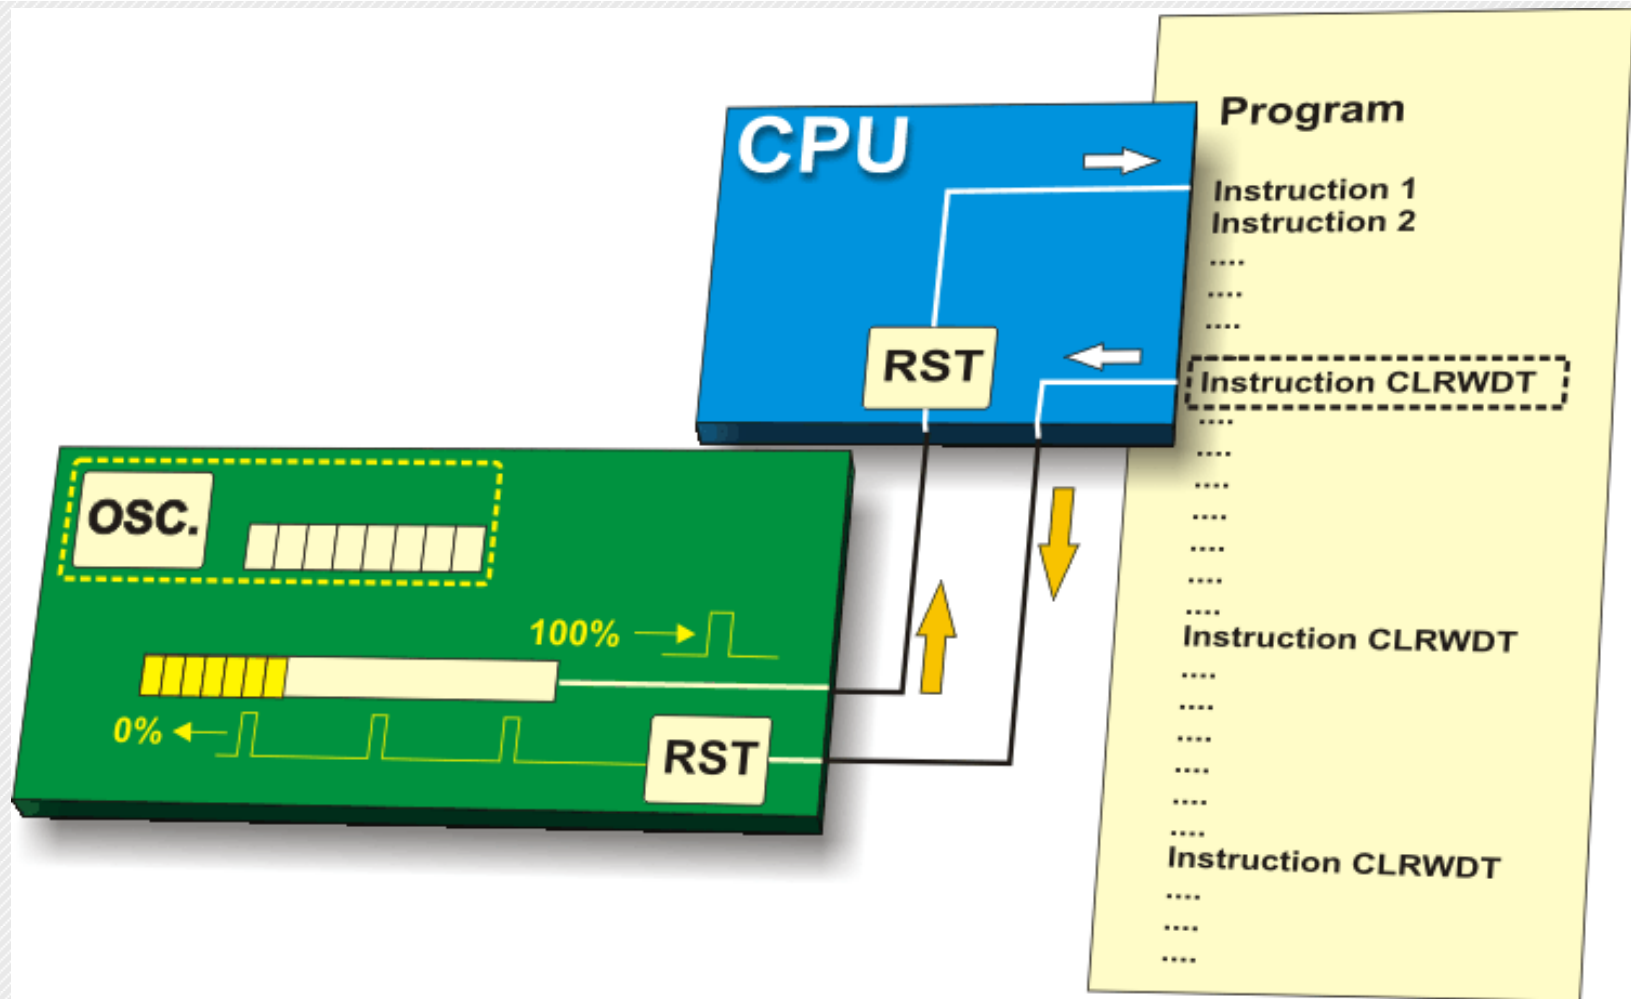 CPU
RST
OSC.
100%
0%
RST
Program
Instruction 1
Instruction 2
....
....
....
Instruction CLRWDT
....
....
....
....
....
....
....
Instruction CLRWDT
....
....
....
....
....
....
Instruction CLRWDT
....
....
....